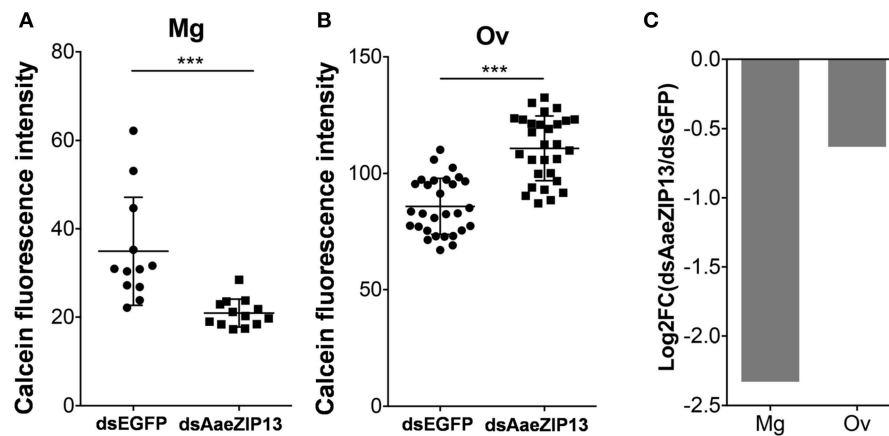 A
Mg
***
Calcein fluorescence intensity
80
60
40
20
0
dsEGFP
dsAaeZIP13
B
Ov
***
Calcein fluorescence intensity
150
100
50
0
dsEGFP
dsAaeZIP13
C
Log2FC(dsAaeZIP13/dsGFP)
0.0
-0.5
-1.0
-1.5
-2.0
-2.5
Mg
Ov